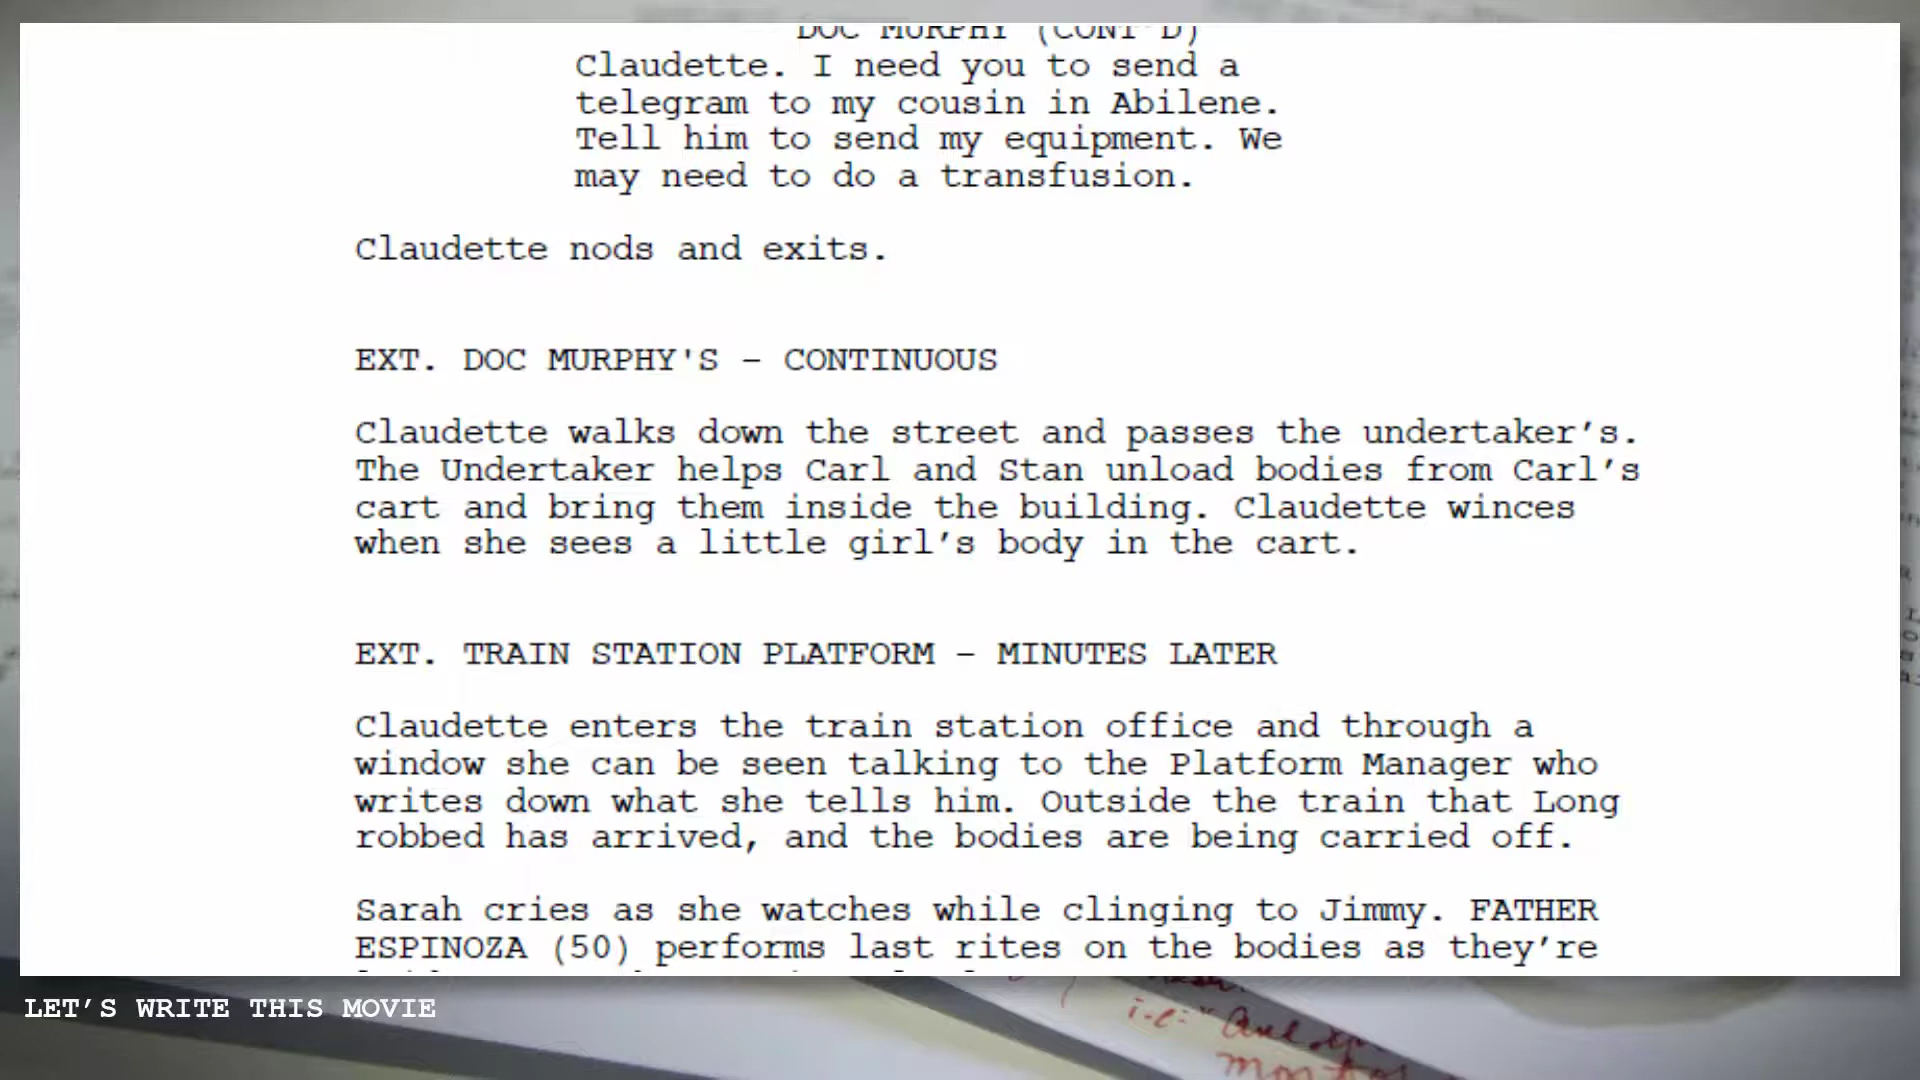 DOC MURPHY (CONT'D)
Claudette. I need you to send a
telegram to my cousin in Abilene.
Tell him to send my equipment. We
may need to do a transfusion.
Claudette nods and exits.
EXT. DOC MURPHY'S – CONTINUOUS
Claudette walks down the street and passes the undertaker’s.
The Undertaker helps Carl and Stan unload bodies from Carl’s
cart and bring them inside the building. Claudette winces
when she sees a little girl’s body in the cart.
EXT. TRAIN STATION PLATFORM – MINUTES LATER
Claudette enters the train station office and through a
window she can be seen talking to the Platform Manager who
writes down what she tells him. Outside the train that Long
robbed has arrived, and the bodies are being carried off.
Sarah cries as she watches while clinging to Jimmy. FATHER
ESPINOZA (50) performs last rites on the bodies as they’re
LET’S WRITE THIS MOVIE
i.e: